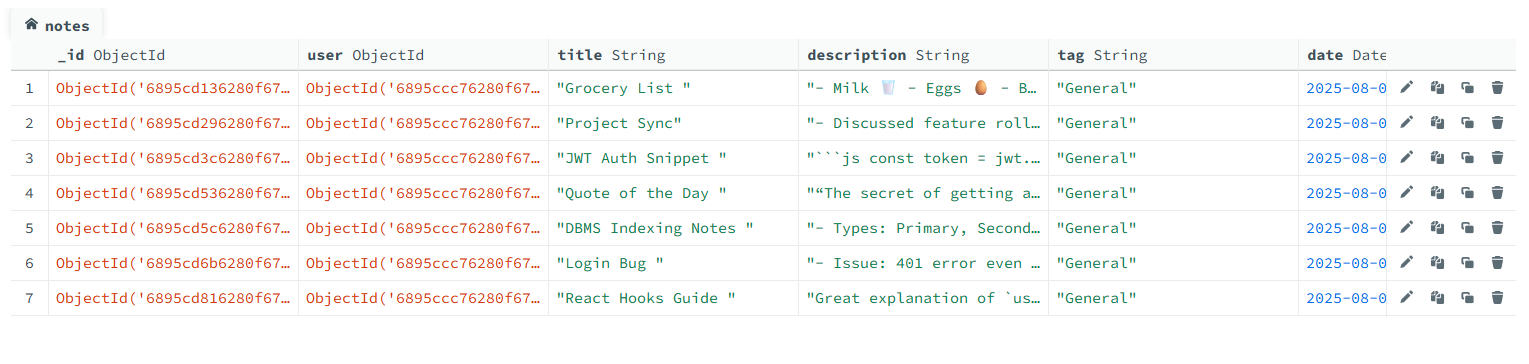 notes
_id ObjectId user ObjectId title String description String tag String date Date
1 ObjectId('6895cd136280f67… ObjectId('6895ccc76280f67… "Grocery List " "- Milk 🥛 - Eggs 🥚 - B… "General" 2025-08-0
2 ObjectId('6895cd296280f67… ObjectId('6895ccc76280f67… "Project Sync" "- Discussed feature roll… "General" 2025-08-0
3 ObjectId('6895cd3c6280f67… ObjectId('6895ccc76280f67… "JWT Auth Snippet " "```js const token = jwt.… "General" 2025-08-0
4 ObjectId('6895cd536280f67… ObjectId('6895ccc76280f67… "Quote of the Day " "“The secret of getting a… "General" 2025-08-0
5 ObjectId('6895cd5c6280f67… ObjectId('6895ccc76280f67… "DBMS Indexing Notes " "- Types: Primary, Second… "General" 2025-08-0
6 ObjectId('6895cd6b6280f67… ObjectId('6895ccc76280f67… "Login Bug " "- Issue: 401 error even … "General" 2025-08-0
7 ObjectId('6895cd816280f67… ObjectId('6895ccc76280f67… "React Hooks Guide " "Great explanation of `us… "General" 2025-08-0